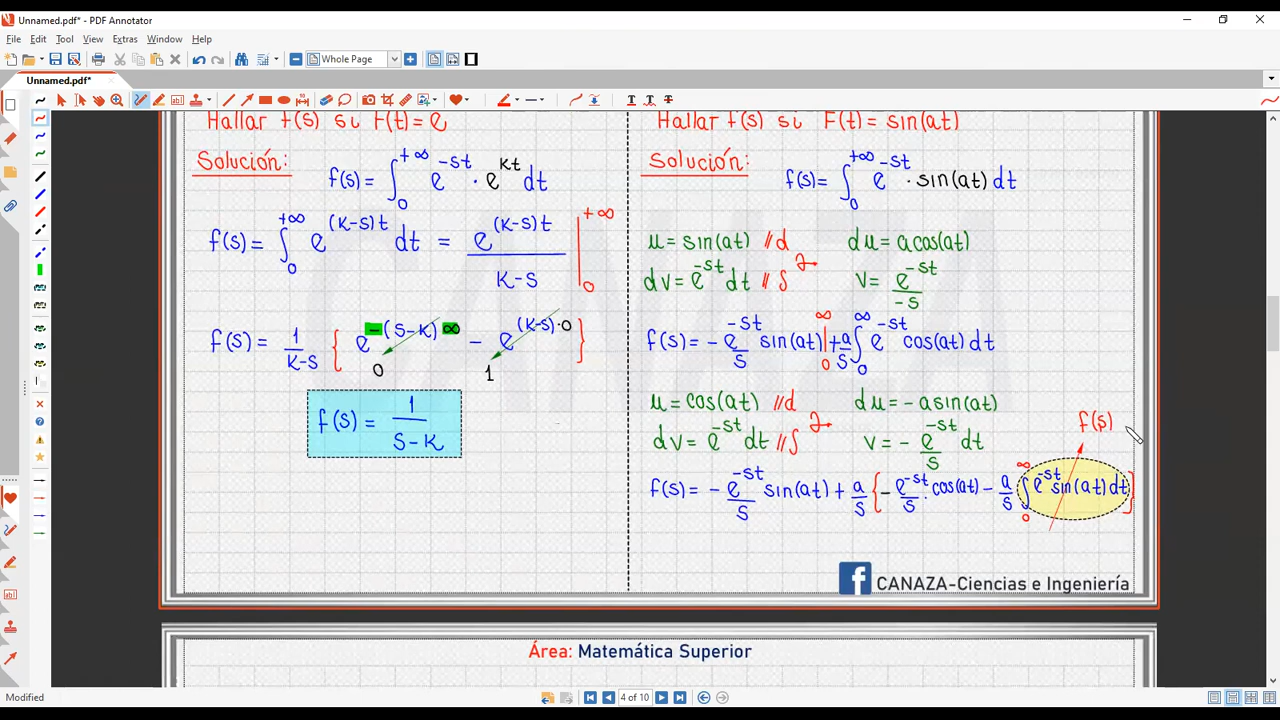 Unnamed.pdf* - PDF Annotator
File Edit Tool View Extras Window Help
New Whole Page
Unnamed.pdf*
Hallar f(s) si F(t) = e
Solución:
f(s) = ∫₀^{+∞} e^{-st} · e^{kt} dt
f(s) = ∫₀^{+∞} e^{(k-s)t} dt = e^{(k-s)t} / k-s |₀^{+∞}
f(s) = 1/k-s { e^{-(s-k)∞} - e^{(k-s)·0} }
0 1
f(s) = 1/s-k
Hallar f(s) si F(t) = sin(at)
Solución:
f(s) = ∫₀^{+∞} e^{-st} · sin(at) dt
u = sin(at) //d du = a cos(at)
dv = e^{-st} dt //∫ v = e^{-st}/-s
f(s) = - e^{-st}/s sin(at) |₀^∞ + a/s ∫₀^∞ e^{-st} cos(at) dt
u = cos(at) //d du = - a sin(at)
dv = e^{-st} dt //∫ v = - e^{-st}/s dt
f(s)
f(s) = - e^{-st}/s sin(at) + a/s { - e^{-st}/s · cos(at) - a/s ∫₀^∞ e^{-st} sin(at) dt }
f CANAZA-Ciencias e Ingeniería
Área: Matemática Superior
Modified 4 of 10